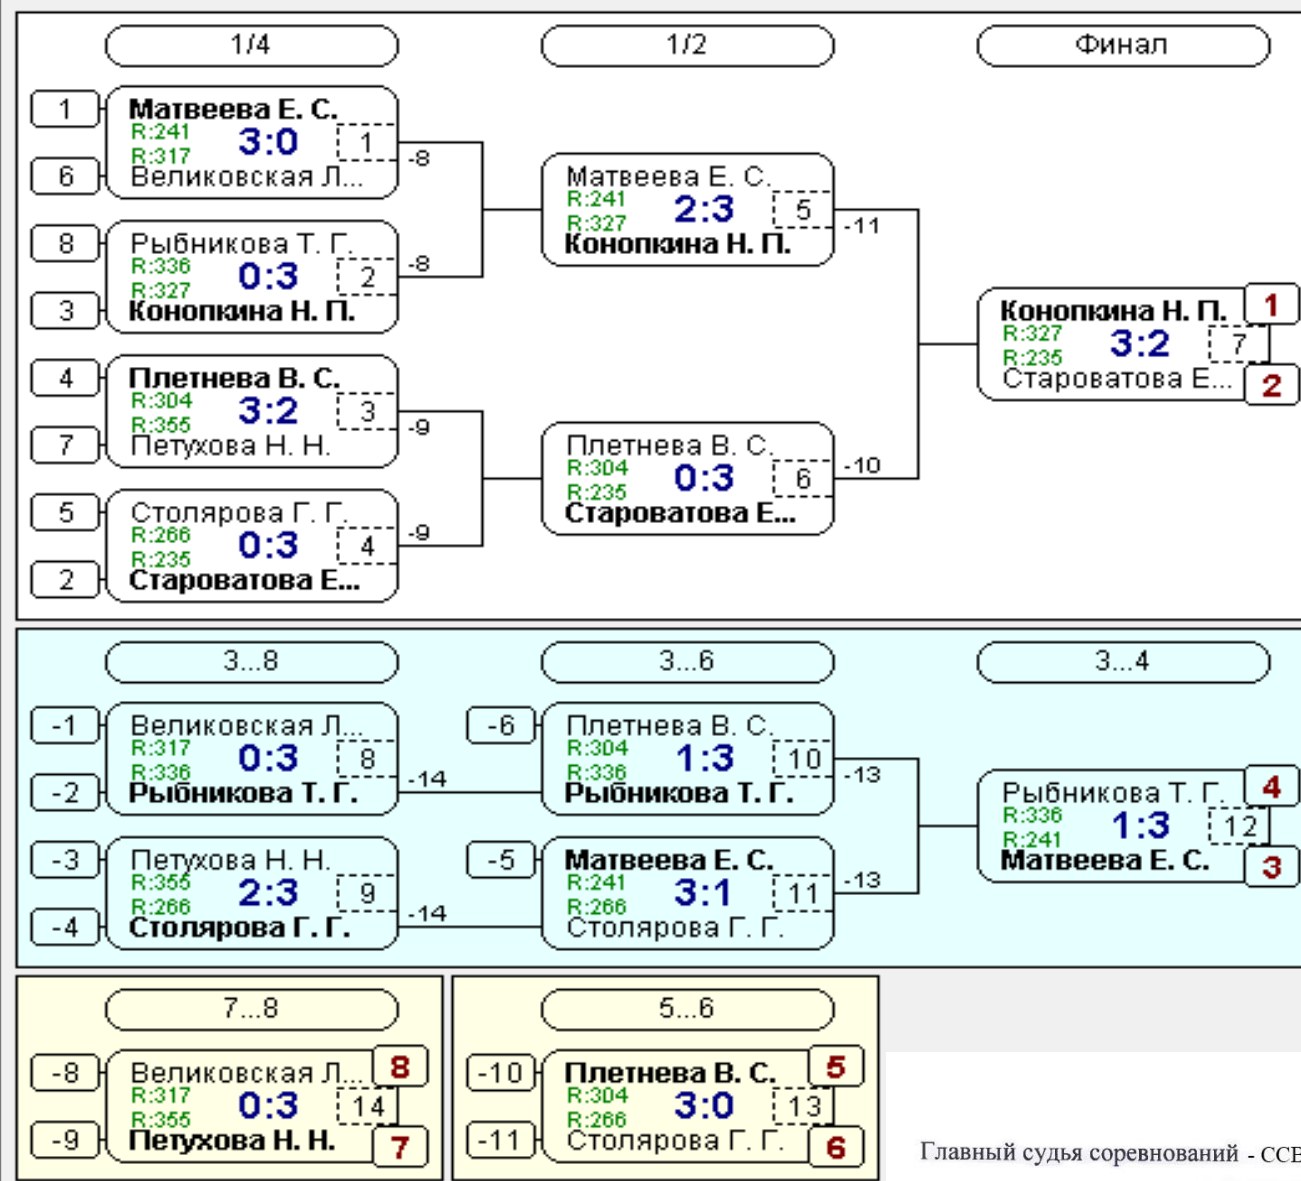 1/4 1/2 Финал
1 Матвеева Е. С.
R:241 3:0 1
R:317 -8
6 Великовская Л...
Матвеева Е. С.
R:241 2:3 5
R:327 -11
Конопкина Н. П.
8 Рыбникова Т. Г.
R:336 0:3 2 -8
R:327
3 Конопкина Н. П.
Конопкина Н. П. 1
R:327 3:2 7
R:235
Староватова Е... 2
4 Плетнева В. С.
R:304 3:2 3
R:355 -9
7 Петухова Н. Н.
Плетнева В. С.
R:304 0:3 6 -10
R:235
Староватова Е...
5 Столярова Г. Г.
R:266 0:3 4 -9
R:235
2 Староватова Е...
3...8 3...6 3...4
-1 Великовская Л...
R:317 0:3 8
R:336 -14
-2 Рыбникова Т. Г.
-6 Плетнева В. С.
R:304 1:3 10
R:336 -13
Рыбникова Т. Г.
Рыбникова Т. Г. 4
R:336 1:3 12
R:241
Матвеева Е. С. 3
-3 Петухова Н. Н.
R:355 2:3 9
R:266 -14
-4 Столярова Г. Г.
-5 Матвеева Е. С.
R:241 3:1 11 -13
R:266
Столярова Г. Г.
7...8
-8 Великовская Л... 8
R:317 0:3 14
R:355
-9 Петухова Н. Н. 7
5...6
-10 Плетнева В. С. 5
R:304 3:0 13
R:266
-11 Столярова Г. Г. 6
Главный судья соревнований - ССВ